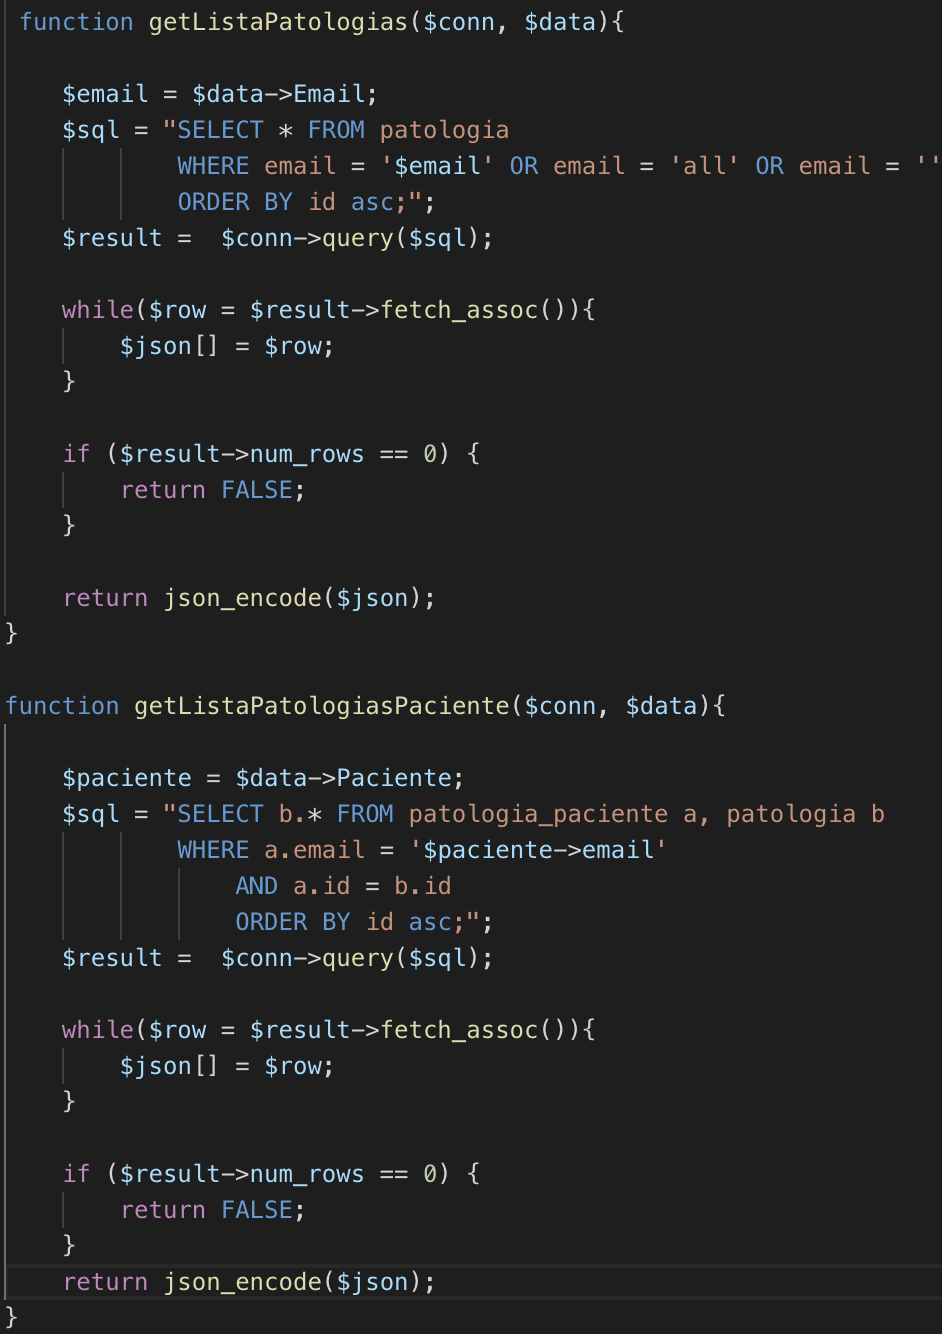 function getListaPatologias($conn, $data){
$email = $data->Email;
$sql = "SELECT * FROM patologia
WHERE email = '$email' OR email = 'all' OR email = ''
ORDER BY id asc;";
$result =  $conn->query($sql);
while($row = $result->fetch_assoc()){
$json[] = $row;
}
if ($result->num_rows == 0) {
return FALSE;
}
return json_encode($json);
}
function getListaPatologiasPaciente($conn, $data){
$paciente = $data->Paciente;
$sql = "SELECT b.* FROM patologia_paciente a, patologia b
WHERE a.email = '$paciente->email'
AND a.id = b.id
ORDER BY id asc;";
$result =  $conn->query($sql);
while($row = $result->fetch_assoc()){
$json[] = $row;
}
if ($result->num_rows == 0) {
return FALSE;
}
return json_encode($json);
}